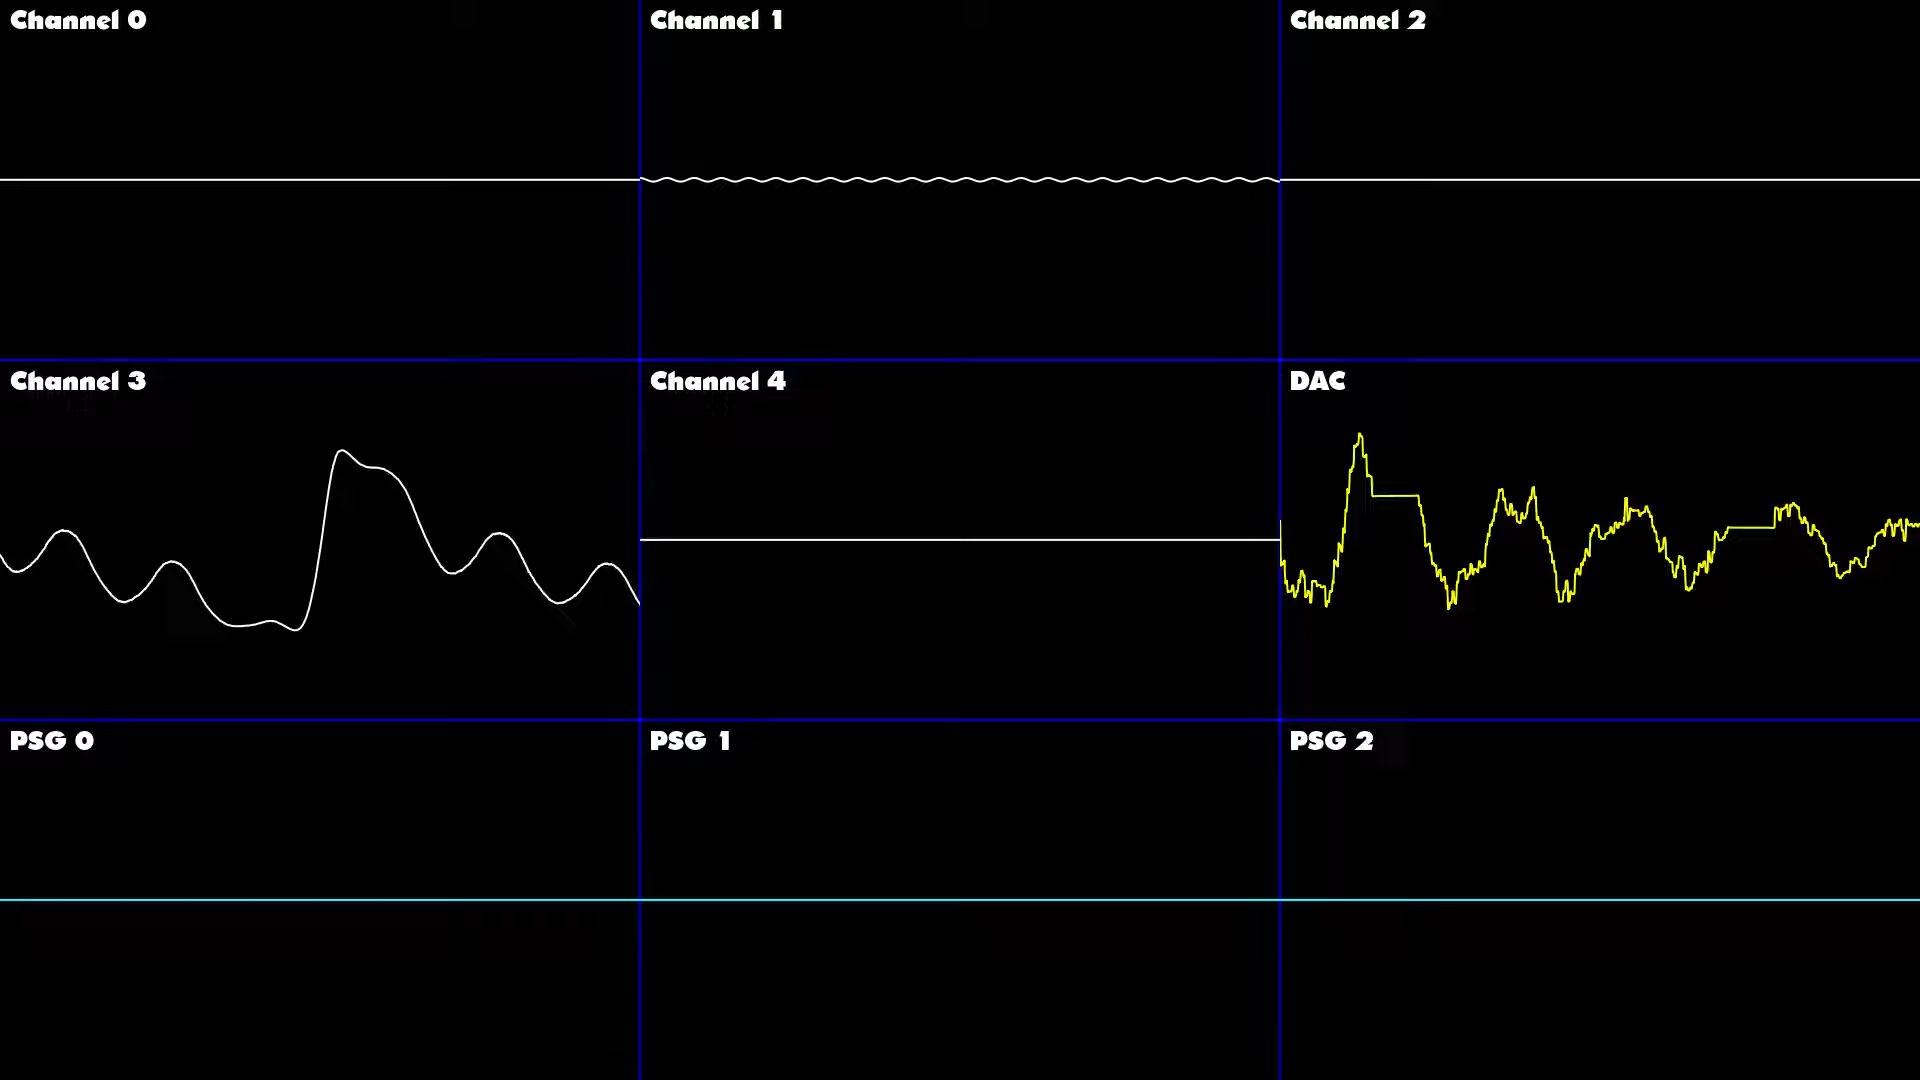 Channel 0
Channel 1
Channel 2
Channel 3
Channel 4
DAC
PSG 0
PSG 1
PSG 2